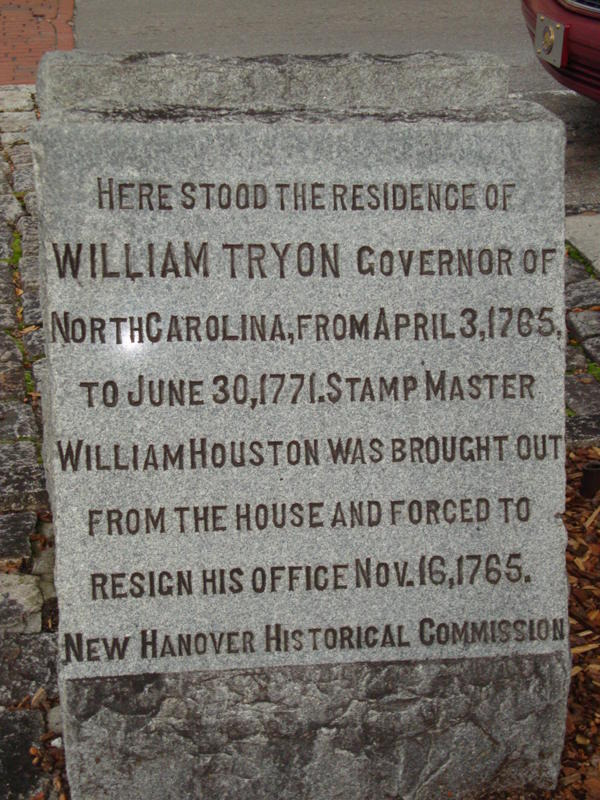 HERE STOOD THE RESIDENCE OF
WILLIAM TRYON GOVERNOR OF
NORTH CAROLINA, FROM APRIL 3, 1765,
TO JUNE 30, 1771. STAMP MASTER
WILLIAM HOUSTON WAS BROUGHT OUT
FROM THE HOUSE AND FORCED TO
RESIGN HIS OFFICE NOV. 16, 1765.
NEW HANOVER HISTORICAL COMMISSION